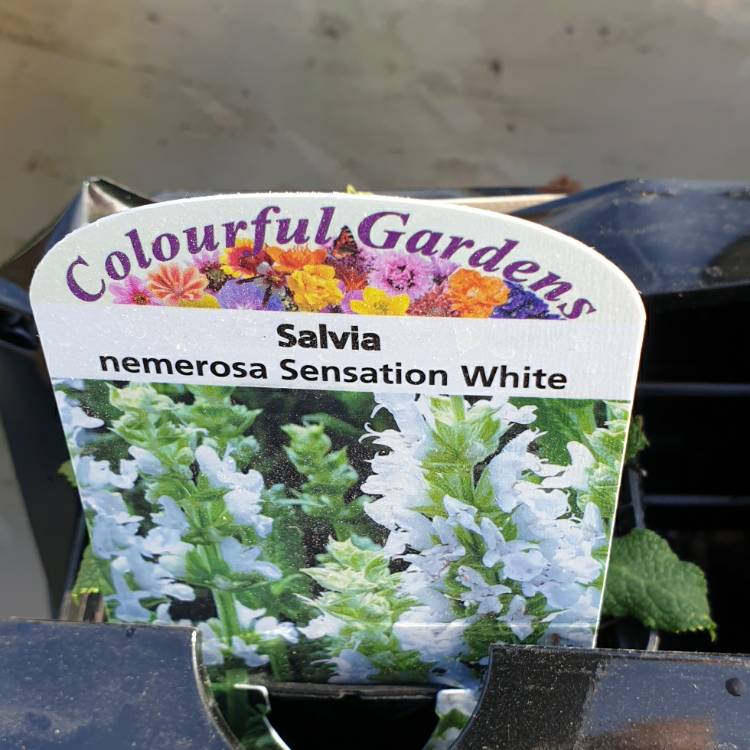 Colourful Gardens
Salvia
nemerosa Sensation White